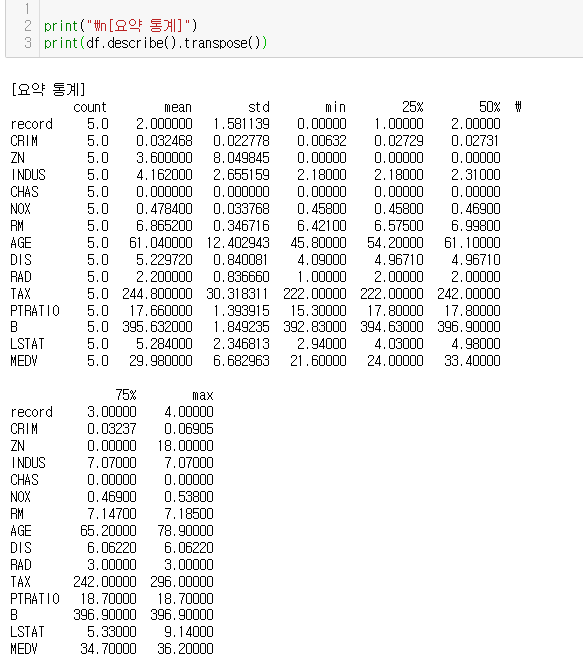 1
2 print("₩n[요약 통계]")
3 print(df.describe().transpose())
[요약 통계]
count mean std min 25% 50% ₩
record 5.0 2.000000 1.581139 0.00000 1.00000 2.00000
CRIM 5.0 0.032468 0.022778 0.00632 0.02729 0.02731
ZN 5.0 3.600000 8.049845 0.00000 0.00000 0.00000
INDUS 5.0 4.162000 2.655159 2.18000 2.18000 2.31000
CHAS 5.0 0.000000 0.000000 0.00000 0.00000 0.00000
NOX 5.0 0.478400 0.033768 0.45800 0.45800 0.46900
RM 5.0 6.865200 0.346716 6.42100 6.57500 6.99800
AGE 5.0 61.040000 12.402943 45.80000 54.20000 61.10000
DIS 5.0 5.229720 0.840081 4.09000 4.96710 4.96710
RAD 5.0 2.200000 0.836660 1.00000 2.00000 2.00000
TAX 5.0 244.800000 30.318311 222.00000 222.00000 242.00000
PTRATIO 5.0 17.660000 1.393915 15.30000 17.80000 17.80000
B 5.0 395.632000 1.849235 392.83000 394.63000 396.90000
LSTAT 5.0 5.284000 2.346813 2.94000 4.03000 4.98000
MEDV 5.0 29.980000 6.682963 21.60000 24.00000 33.40000
75% max
record 3.00000 4.00000
CRIM 0.03237 0.06905
ZN 0.00000 18.00000
INDUS 7.07000 7.07000
CHAS 0.00000 0.00000
NOX 0.46900 0.53800
RM 7.14700 7.18500
AGE 65.20000 78.90000
DIS 6.06220 6.06220
RAD 3.00000 3.00000
TAX 242.00000 296.00000
PTRATIO 18.70000 18.70000
B 396.90000 396.90000
LSTAT 5.33000 9.14000
MEDV 34.70000 36.20000